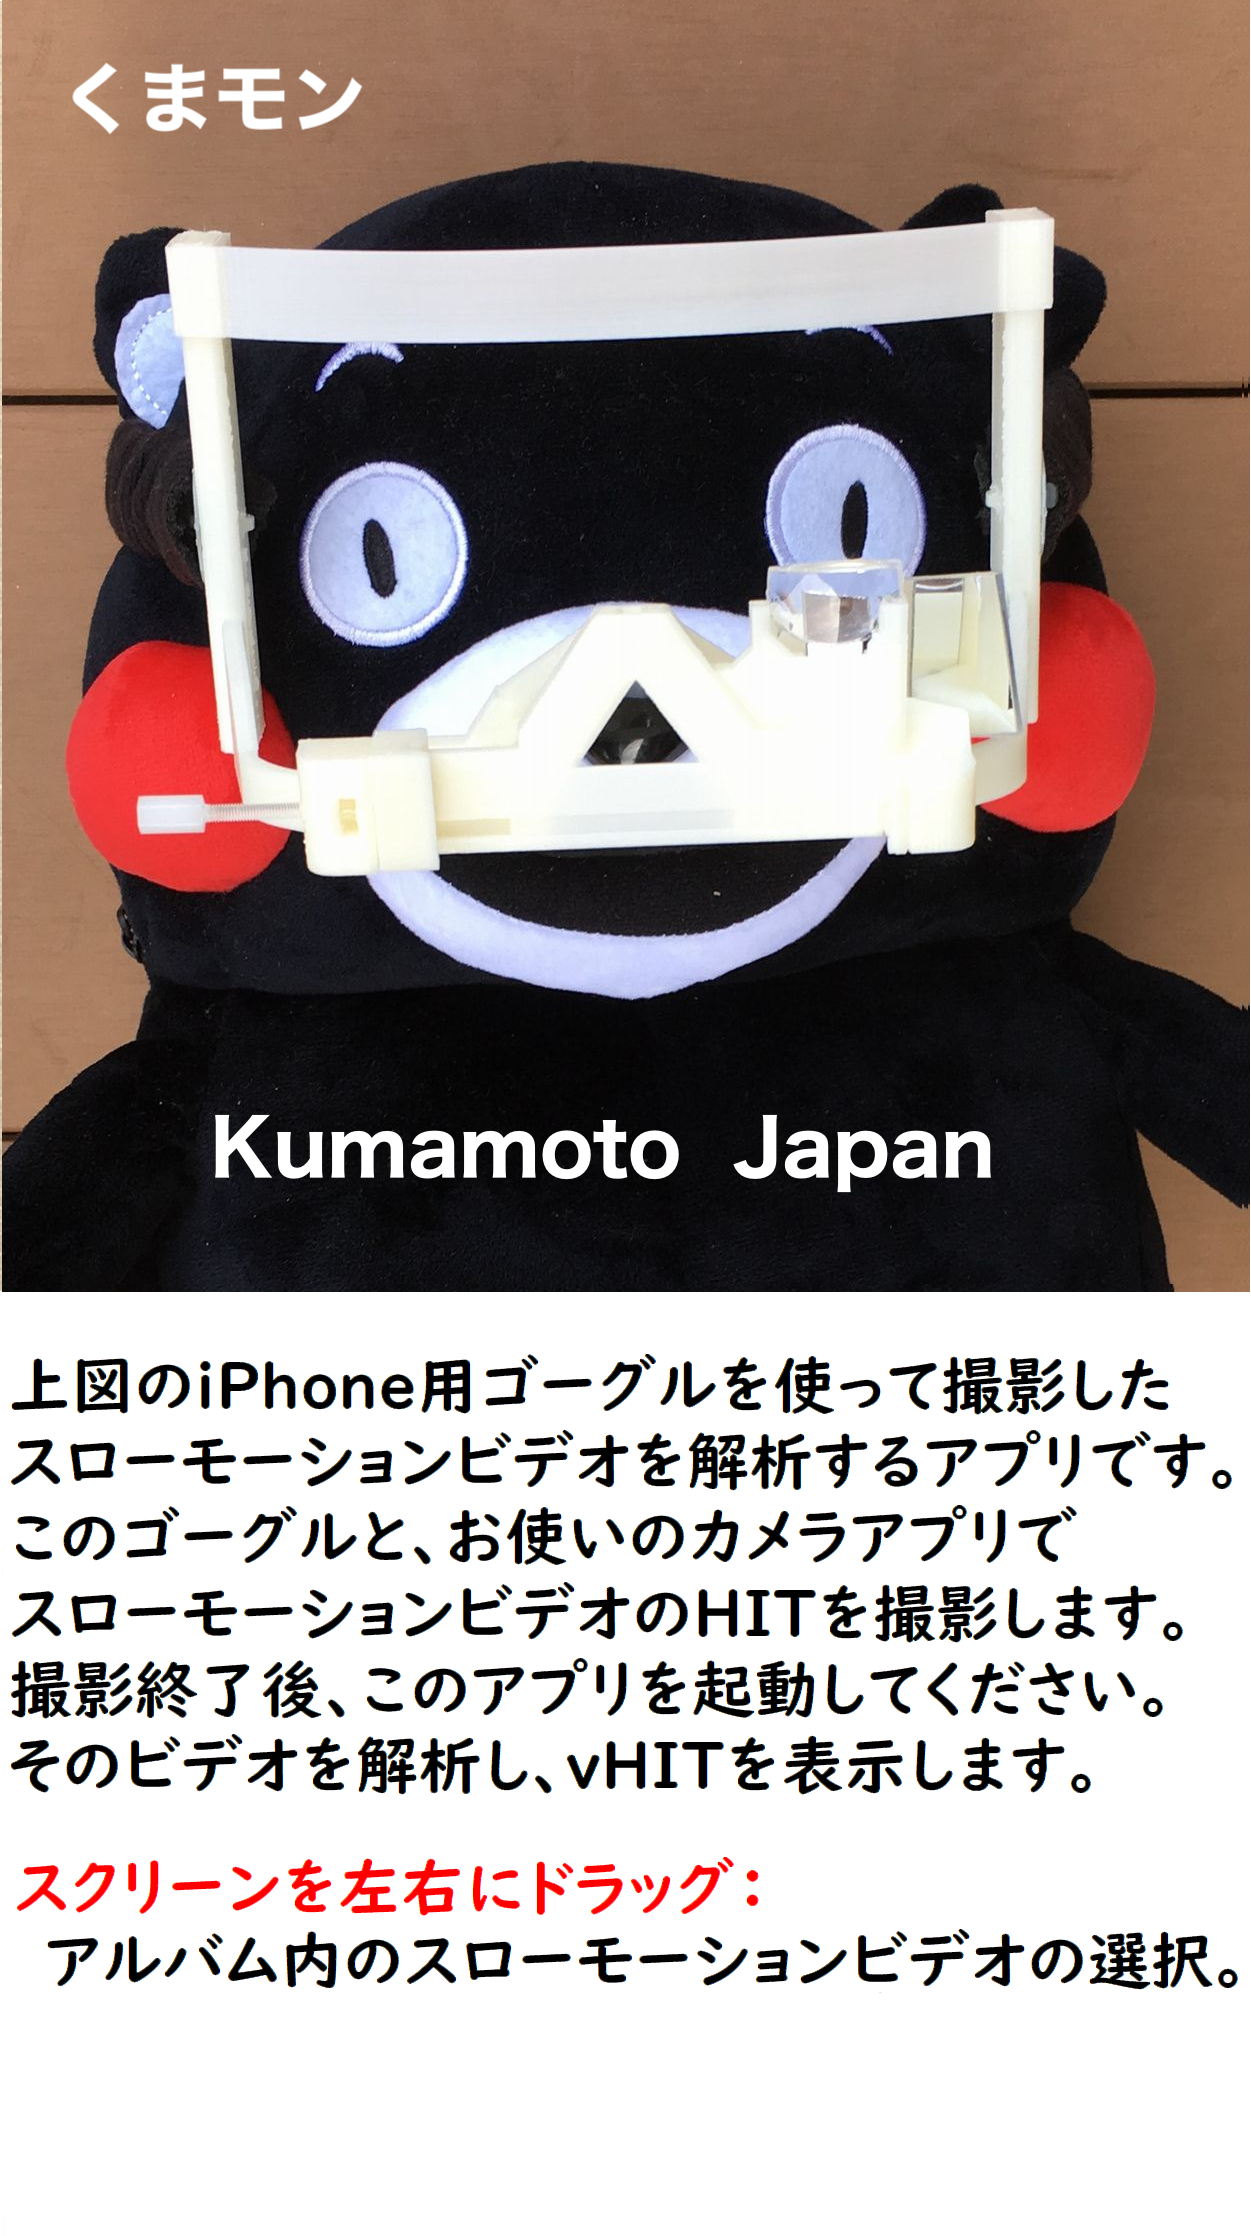 くまモン
Kumamoto Japan
上図のiPhone用ゴーグルを使って撮影した
スローモーションビデオを解析するアプリです。
このゴーグルと、お使いのカメラアプリで
スローモーションビデオのHITを撮影します。
撮影終了後、このアプリを起動してください。
そのビデオを解析し、vHITを表示します。
スクリーンを左右にドラッグ：
アルバム内のスローモーションビデオの選択。